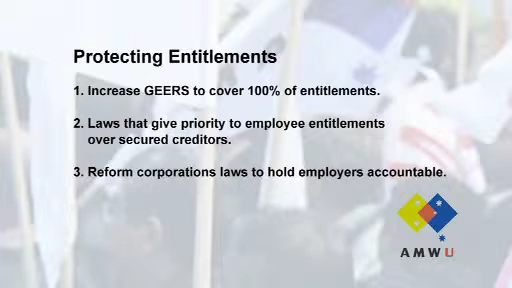 Protecting Entitlements
1. Increase GEERS to cover 100% of entitlements.
2. Laws that give priority to employee entitlements
over secured creditors.
3. Reform corporations laws to hold employers accountable.
AMWU